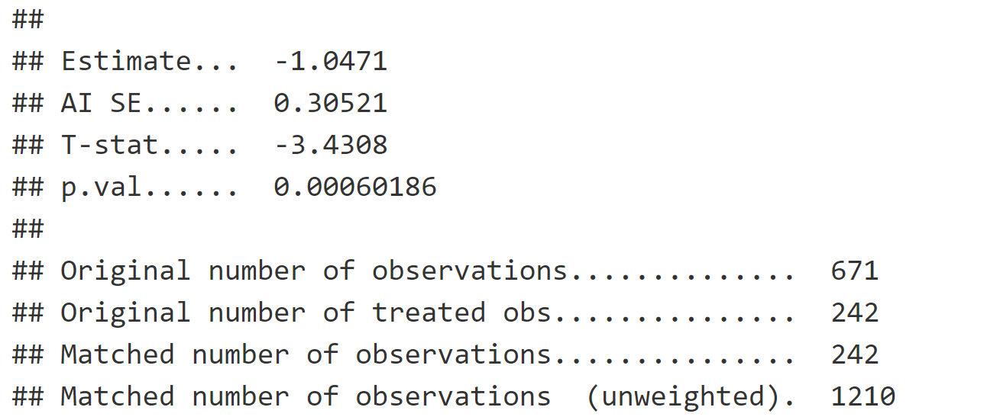 ##
## Estimate...  -1.0471
## AI SE......  0.30521
## T-stat.....  -3.4308
## p.val......  0.00060186
##
## Original number of observations..............  671
## Original number of treated obs...............  242
## Matched number of observations...............  242
## Matched number of observations  (unweighted).  1210